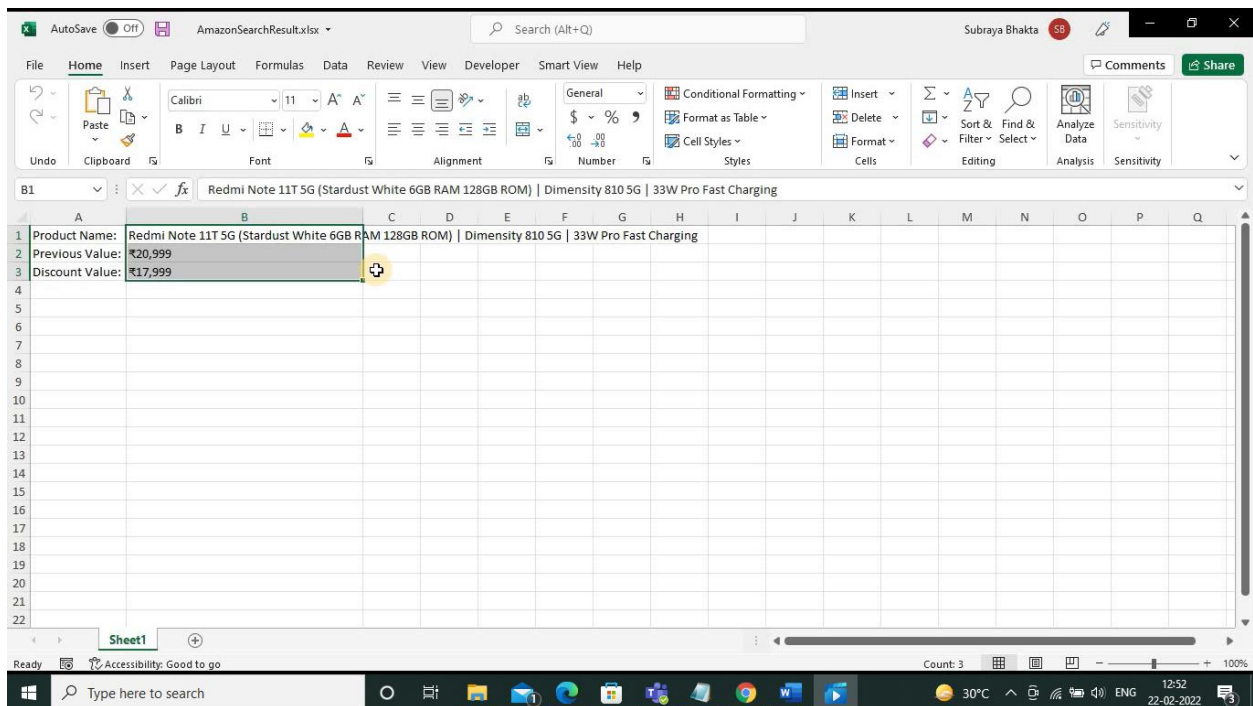 AutoSave Off AmazonSearchResult.xlsx Search (Alt+Q) Subraya Bhakta SB
File Home Insert Page Layout Formulas Data Review View Developer Smart View Help Comments Share
Calibri 11 A^ A˅ ab General Conditional Formatting Insert Σ
Paste B I U A $ % 9 Format as Table Delete Sort & Find & Analyze Sensitivity
Cell Styles Format Filter Select Data
Undo Clipboard Font Alignment Number Styles Cells Editing Analysis Sensitivity
B1 fx Redmi Note 11T 5G (Stardust White 6GB RAM 128GB ROM) | Dimensity 810 5G | 33W Pro Fast Charging
A B C D E F G H I J K L M N O P Q
1 Product Name: Redmi Note 11T 5G (Stardust White 6GB RAM 128GB ROM) | Dimensity 810 5G | 33W Pro Fast Charging
2 Previous Value: ₹20,999
3 Discount Value: ₹17,999
4
5
6
7
8
9
10
11
12
13
14
15
16
17
18
19
20
21
22
Sheet1
Ready Accessibility: Good to go Count: 3 100%
Type here to search 30°C ENG 12:52
22-02-2022